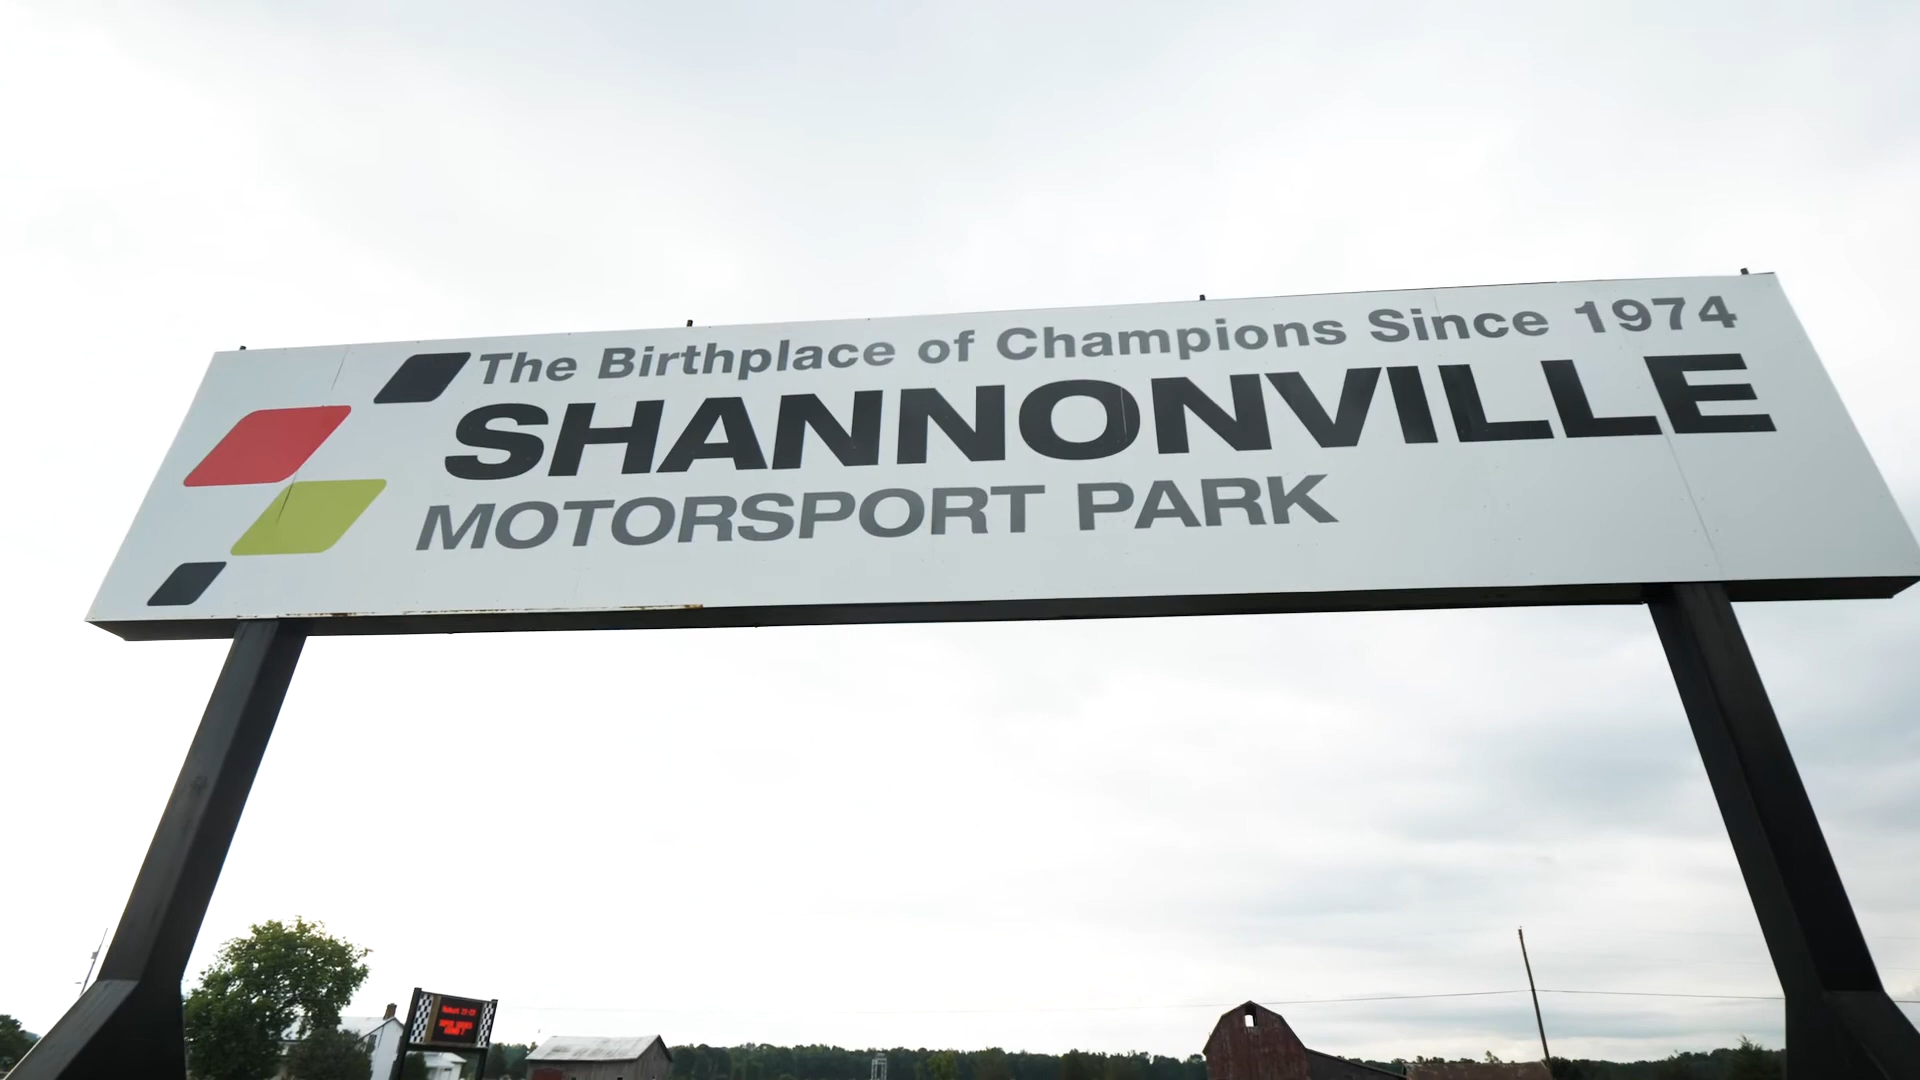 The Birthplace of Champions Since 1974
SHANNONVILLE
MOTORSPORT PARK